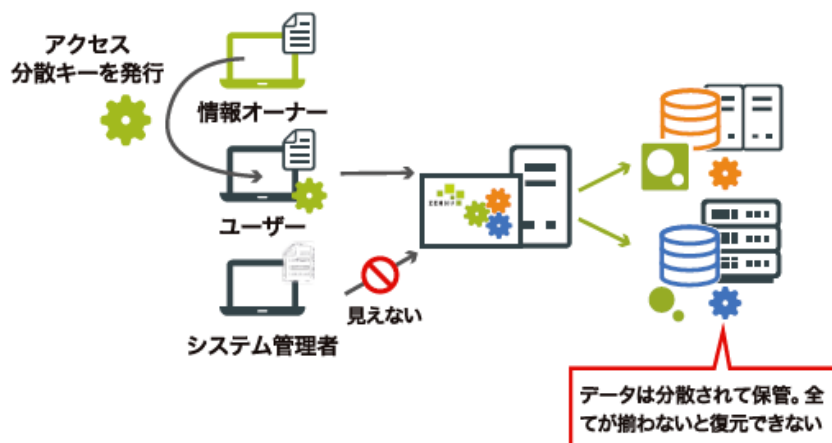 アクセス
分散キーを発行
情報オーナー
ユーザー
システム管理者
見えない
データは分散されて保管。全
てが揃わないと復元できない